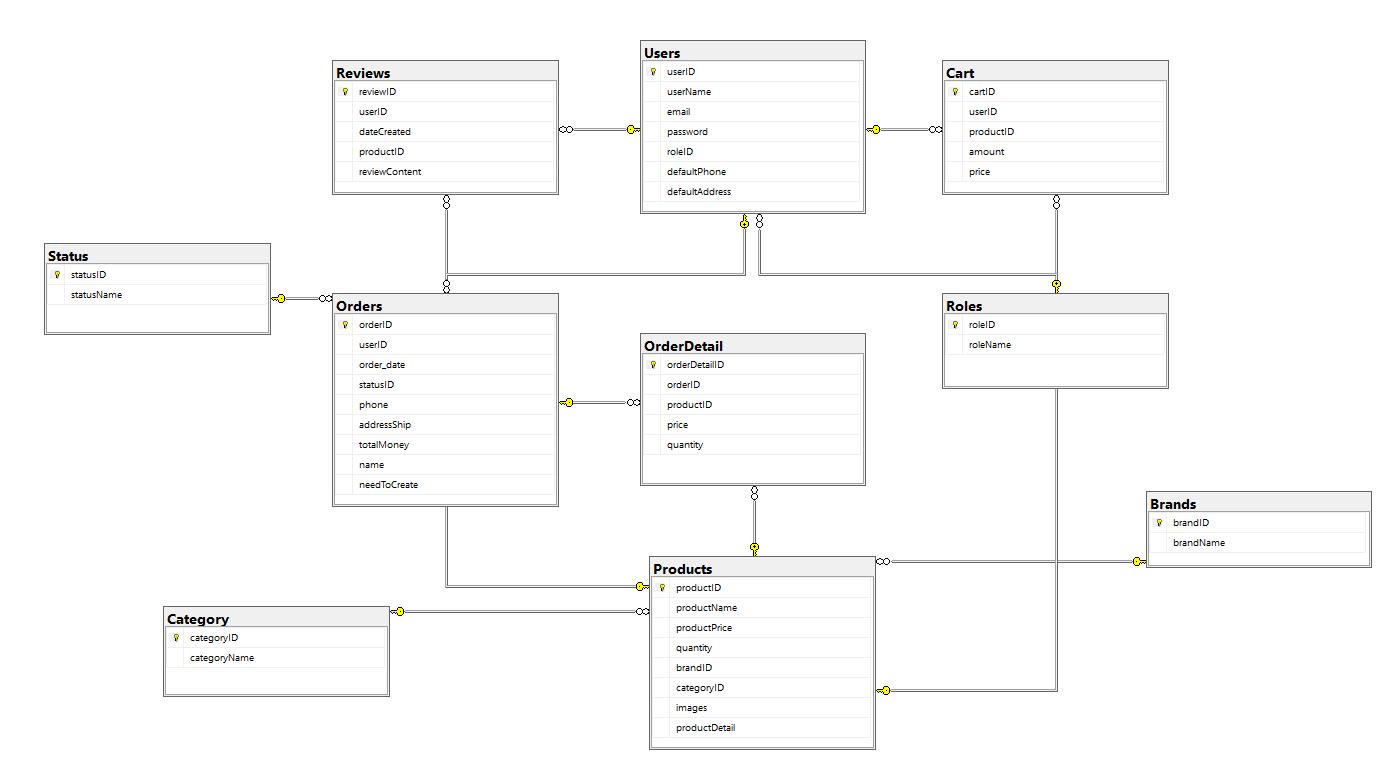 Users
userID
userName
email
password
roleID
defaultPhone
defaultAddress
Reviews
reviewID
userID
dateCreated
productID
reviewContent
Cart
cartID
userID
productID
amount
price
Status
statusID
statusName
Orders
orderID
userID
order_date
statusID
phone
addressShip
totalMoney
name
needToCreate
OrderDetail
orderDetailID
orderID
productID
price
quantity
Roles
roleID
roleName
Brands
brandID
brandName
Products
productID
productName
productPrice
quantity
brandID
categoryID
images
productDetail
Category
categoryID
categoryName